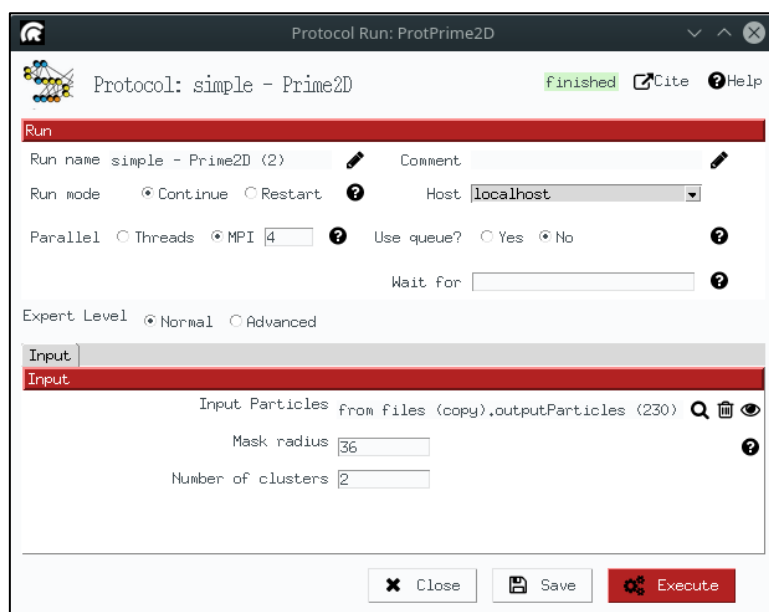 Protocol Run: ProtPrime2D
Protocol: simple - Prime2D finished Cite Help
Run
Run name simple - Prime2D (2) Comment
Run mode Continue Restart Host localhost
Parallel Threads MPI 4 Use queue? Yes No
Wait for
Expert Level Normal Advanced
Input
Input
Input Particles from files (copy).outputParticles (230)
Mask radius 36
Number of clusters 2
Close Save Execute